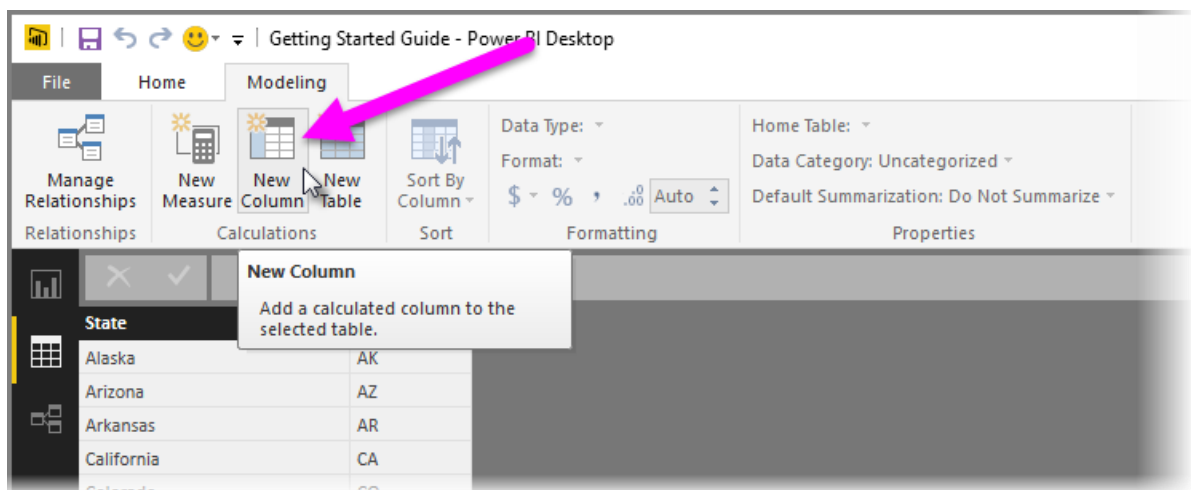 Getting Started Guide - Power BI Desktop
File Home Modeling
Manage Relationships
New Measure
New Column
New Table
Sort By Column
Data Type:
Format:
$ % , .00 Auto
Home Table:
Data Category: Uncategorized
Default Summarization: Do Not Summarize
Relationships Calculations Sort Formatting Properties
New Column
Add a calculated column to the
selected table.
State
Alaska AK
Arizona AZ
Arkansas AR
California CA
Colorado CO